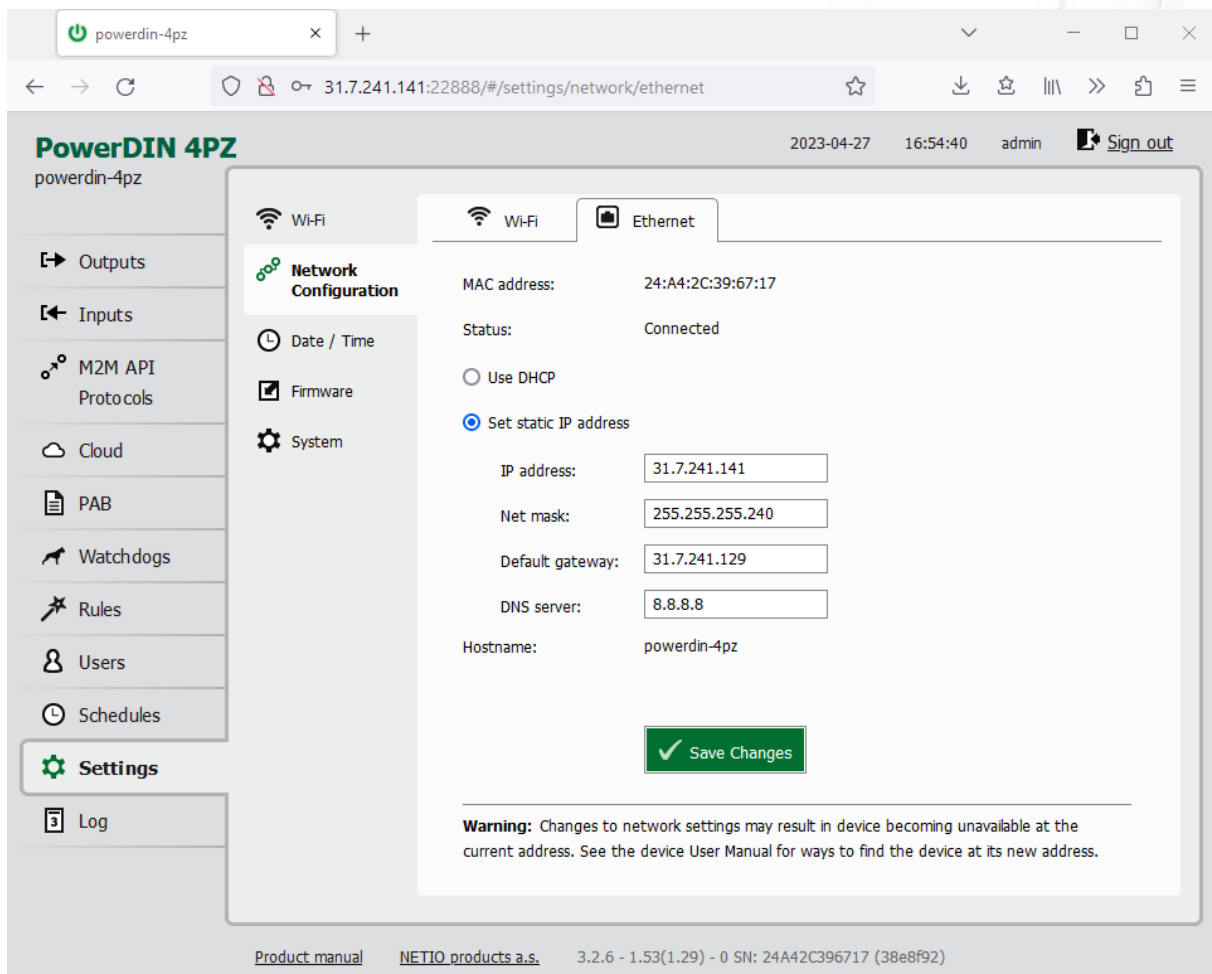 powerdin-4pz
31.7.241.141:22888/#/settings/network/ethernet
PowerDIN 4PZ
powerdin-4pz
2023-04-27 16:54:40 admin Sign out
Outputs
Inputs
M2M API
Protocols
Cloud
PAB
Watchdogs
Rules
Users
Schedules
Settings
3 Log
Wi-Fi
Network
Configuration
Date / Time
Firmware
System
Wi-Fi Ethernet
MAC address: 24:A4:2C:39:67:17
Status: Connected
Use DHCP
Set static IP address
IP address: 31.7.241.141
Net mask: 255.255.255.240
Default gateway: 31.7.241.129
DNS server: 8.8.8.8
Hostname: powerdin-4pz
Save Changes
Warning: Changes to network settings may result in device becoming unavailable at the
current address. See the device User Manual for ways to find the device at its new address.
Product manual NETIO products a.s. 3.2.6 - 1.53(1.29) - 0 SN: 24A42C396717 (38e8f92)